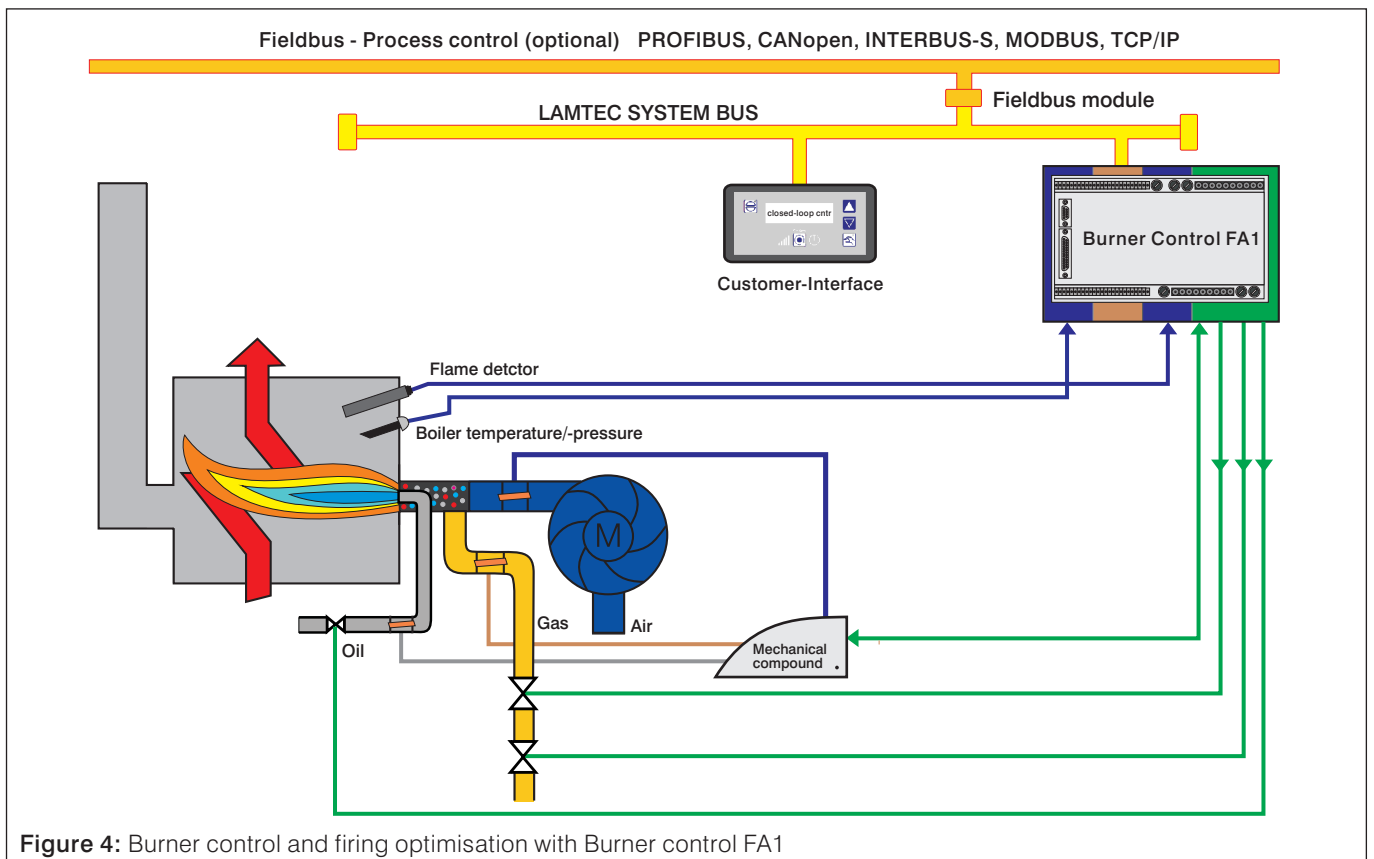 Fieldbus - Process control (optional) PROFIBUS, CANopen, INTERBUS-S, MODBUS, TCP/IP
Fieldbus module
LAMTEC SYSTEM BUS
closed-loop cntr
Burner Control FA1
Customer-Interface
Flame detctor
Boiler temperature/-pressure
M
Gas
Air
Oil
Mechanical
compound
Figure 4: Burner control and firing optimisation with Burner control FA1